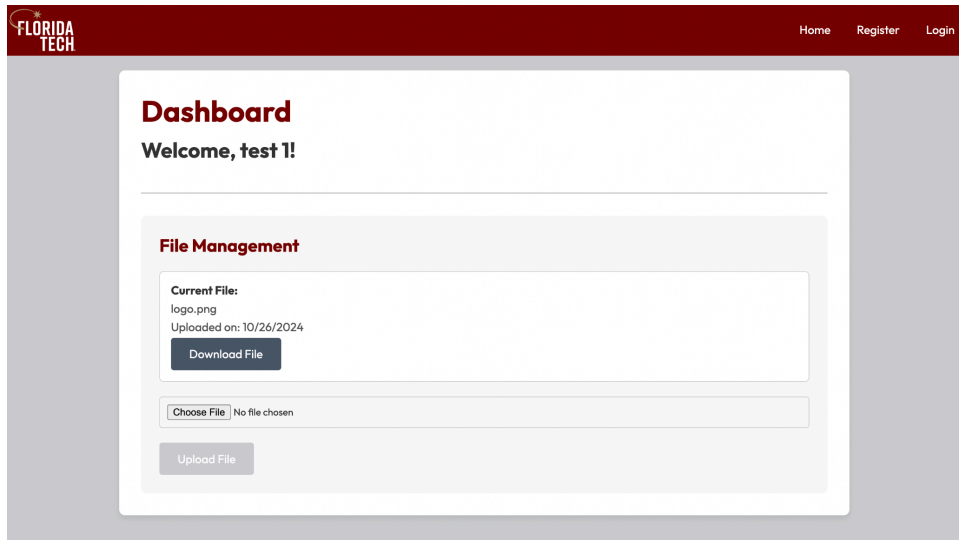 FLORIDA
TECH
Home Register Login
Dashboard
Welcome, test 1!
File Management
Current File:
logo.png
Uploaded on: 10/26/2024
Download File
Choose File No file chosen
Upload File